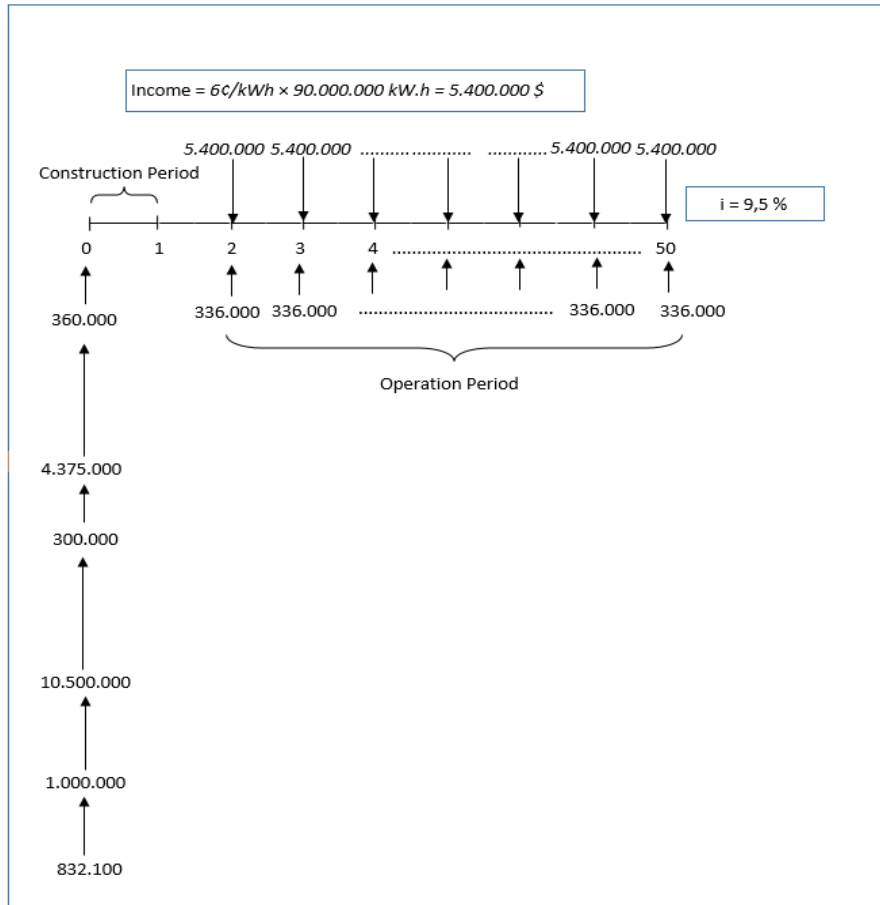 Income = 6¢/kWh × 90.000.000 kW.h = 5.400.000 $
5.400.000 5.400.000 ........................ ............ 5.400.000 5.400.000
Construction Period
i = 9,5 %
0 1 2 3 4 .................................................. 50
360.000
336.000 336.000 ....................................... 336.000 336.000
Operation Period
4.375.000
300.000
10.500.000
1.000.000
832.100